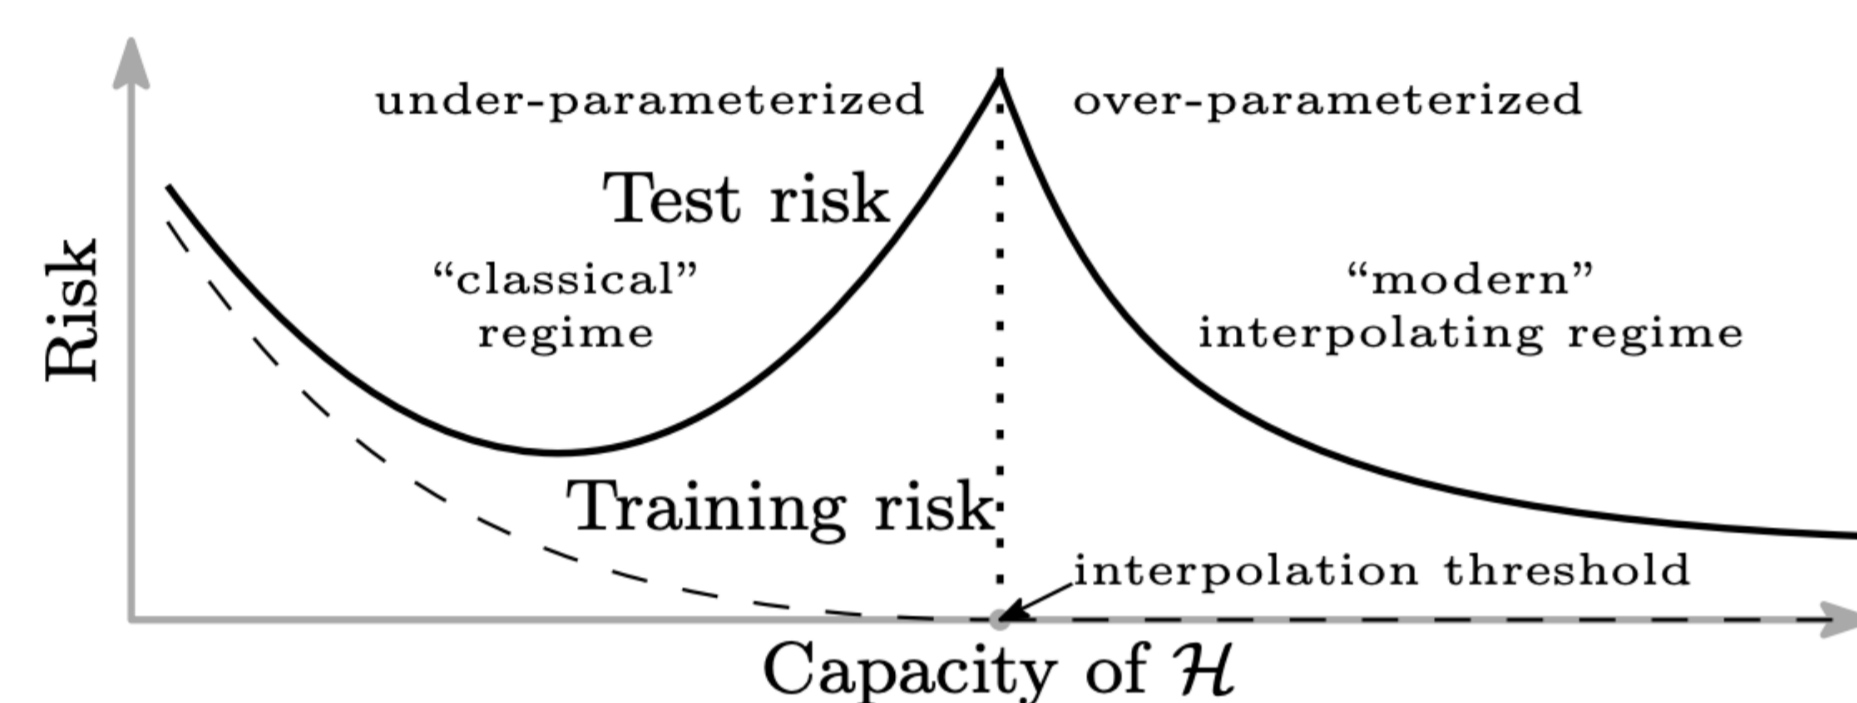 under-parameterized
over-parameterized
Test risk
“classical”
regime
“modern”
interpolating regime
Risk
Training risk
interpolation threshold
Capacity of ℋ